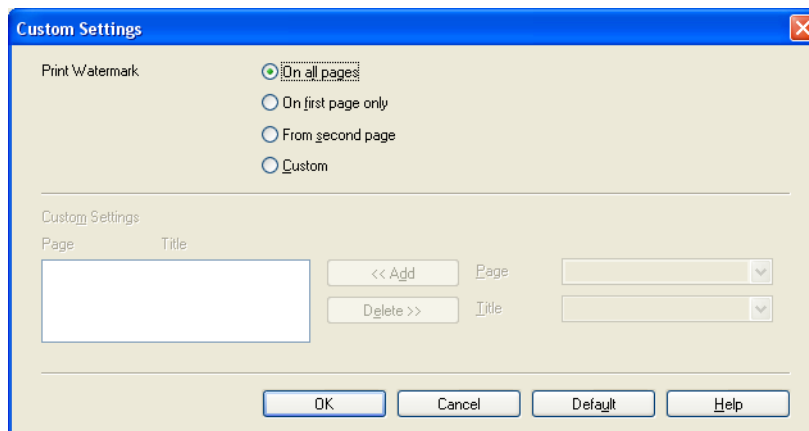 Custom Settings
Print Watermark
On all pages
On first page only
From second page
Custom
Custom Settings
Page Title
<< Add Page
Delete >> Title
OK Cancel Default Help